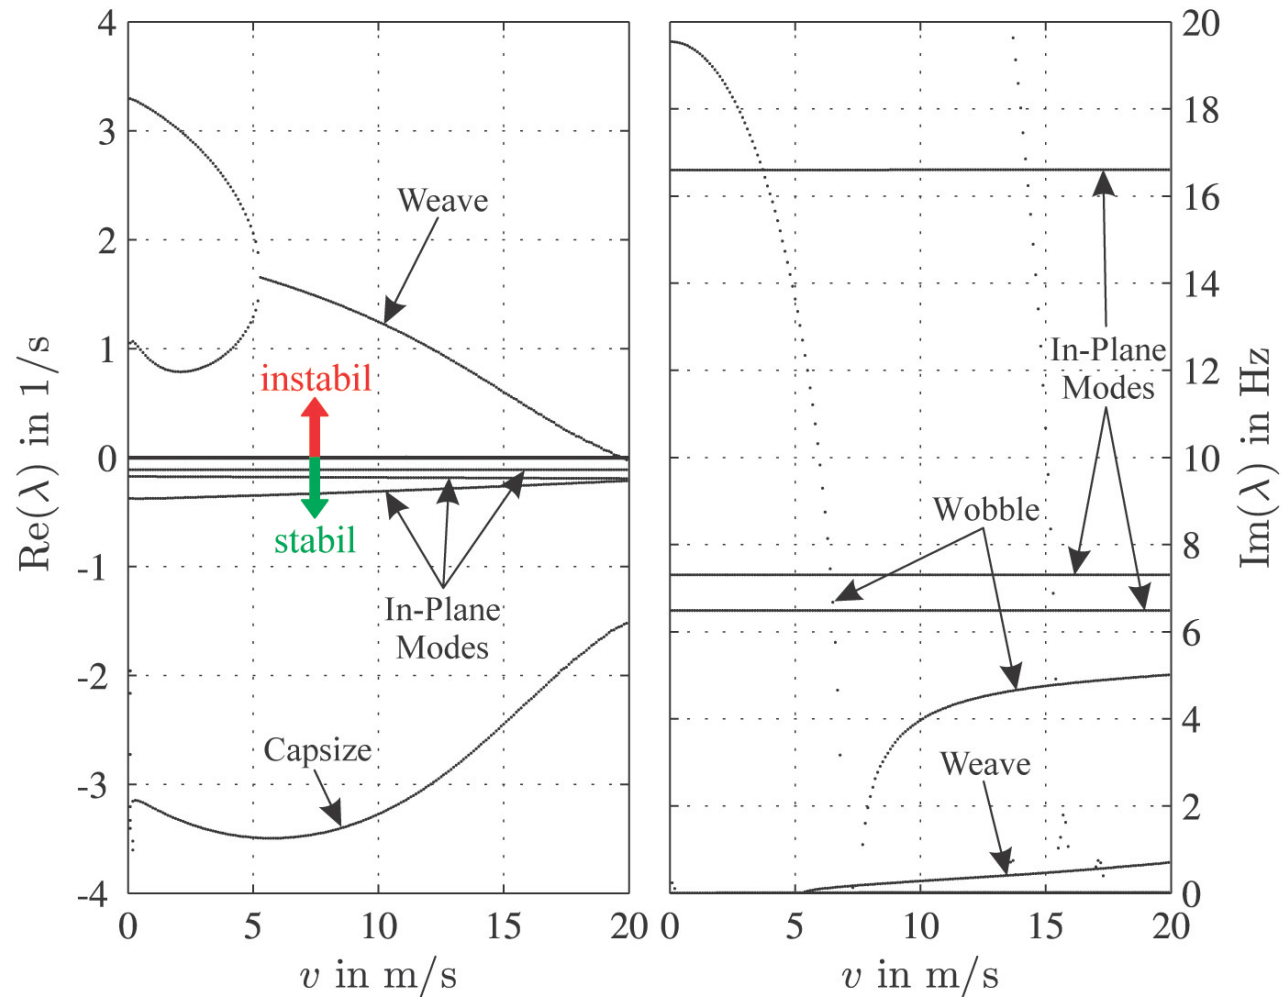 4
3
2
1
0
-1
-2
-3
-4
Re(λ) in 1/s
Weave
instabil
stabil
In-Plane
Modes
Capsize
0
5
10
15
20
v in m/s
20
18
16
14
12
10
8
6
4
2
0
Im(λ) in Hz
In-Plane
Modes
Wobble
Weave
0
5
10
15
20
v in m/s